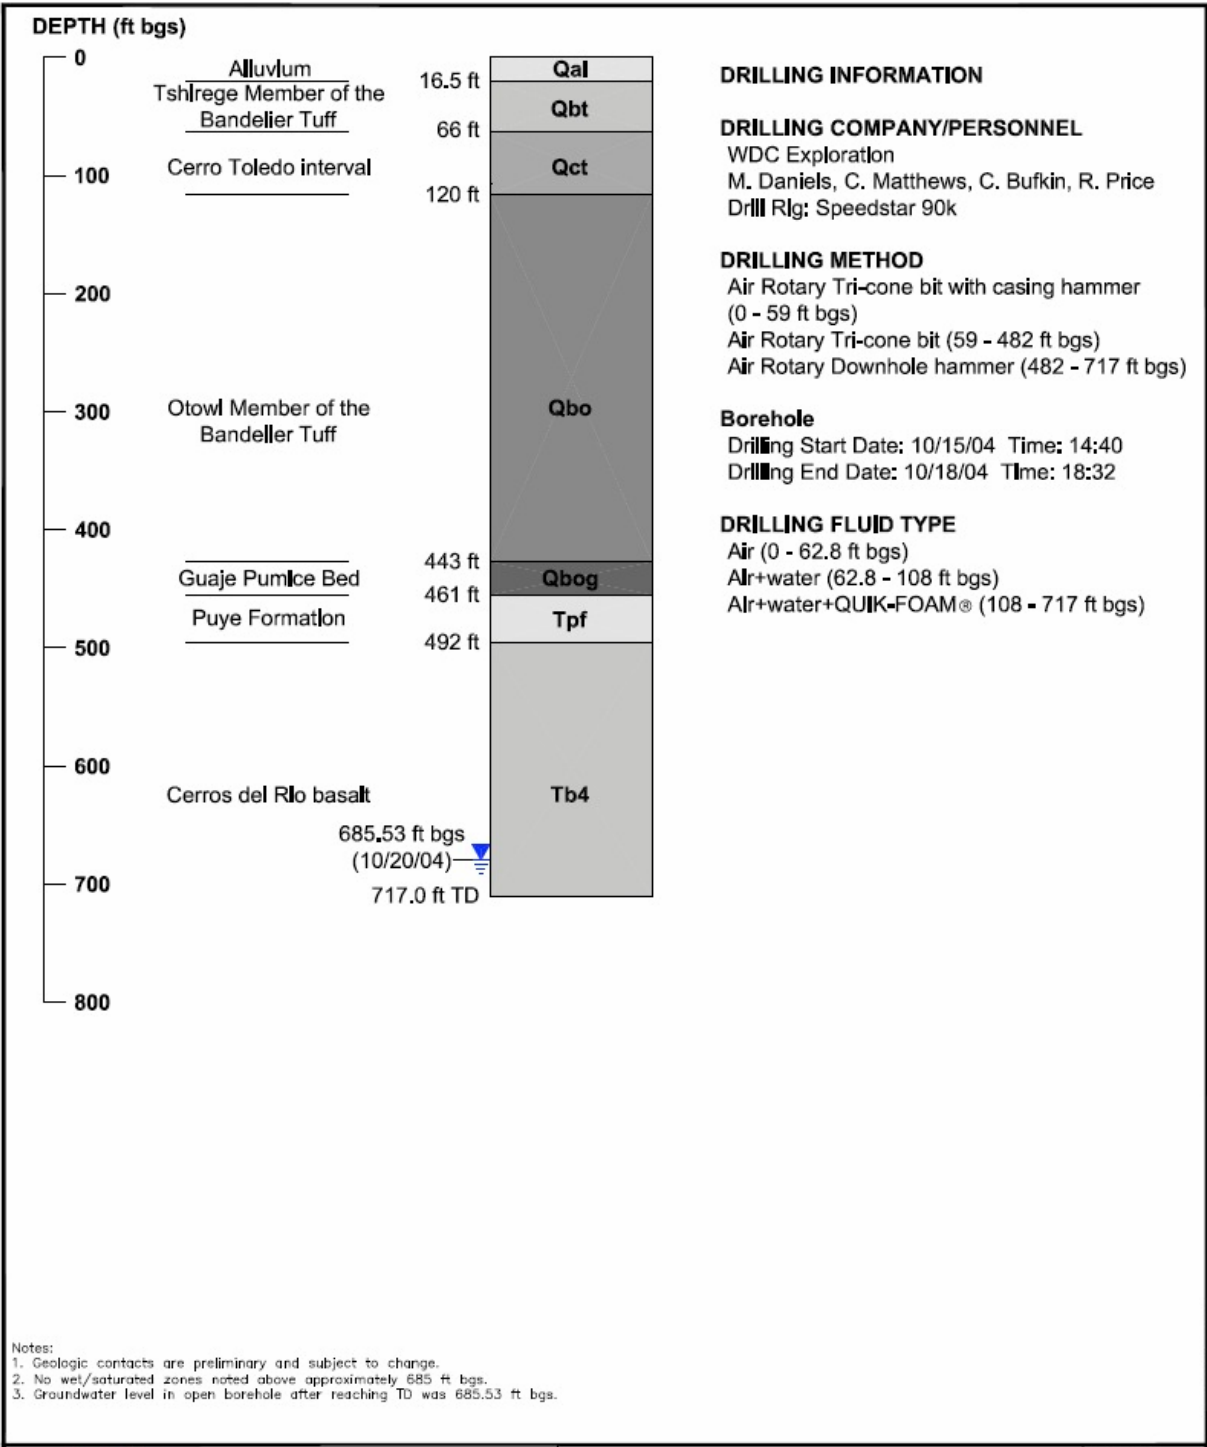 DEPTH (ft bgs)
0
100
200
300
400
500
600
700
800
Alluvium
Tshirege Member of the
Bandelier Tuff
Cerro Toledo interval
Otowi Member of the
Bandelier Tuff
Guaje Pumice Bed
Puye Formation
Cerros del Rio basalt
16.5 ft
66 ft
120 ft
443 ft
461 ft
492 ft
685.53 ft bgs
(10/20/04)
717.0 ft TD
Qal
Qbt
Qct
Qbo
Qbog
Tpf
Tb4
DRILLING INFORMATION
DRILLING COMPANY/PERSONNEL
WDC Exploration
M. Daniels, C. Matthews, C. Bufkin, R. Price
Drill Rig: Speedstar 90k
DRILLING METHOD
Air Rotary Tri-cone bit with casing hammer
(0 - 59 ft bgs)
Air Rotary Tri-cone bit (59 - 482 ft bgs)
Air Rotary Downhole hammer (482 - 717 ft bgs)
Borehole
Drilling Start Date: 10/15/04 Time: 14:40
Drilling End Date: 10/18/04 Time: 18:32
DRILLING FLUID TYPE
Air (0 - 62.8 ft bgs)
Air+water (62.8 - 108 ft bgs)
Air+water+QUIK-FOAM® (108 - 717 ft bgs)
Notes:
1. Geologic contacts are preliminary and subject to change.
2. No wet/saturated zones noted above approximately 685 ft bgs.
3. Groundwater level in open borehole after reaching TD was 685.53 ft bgs.